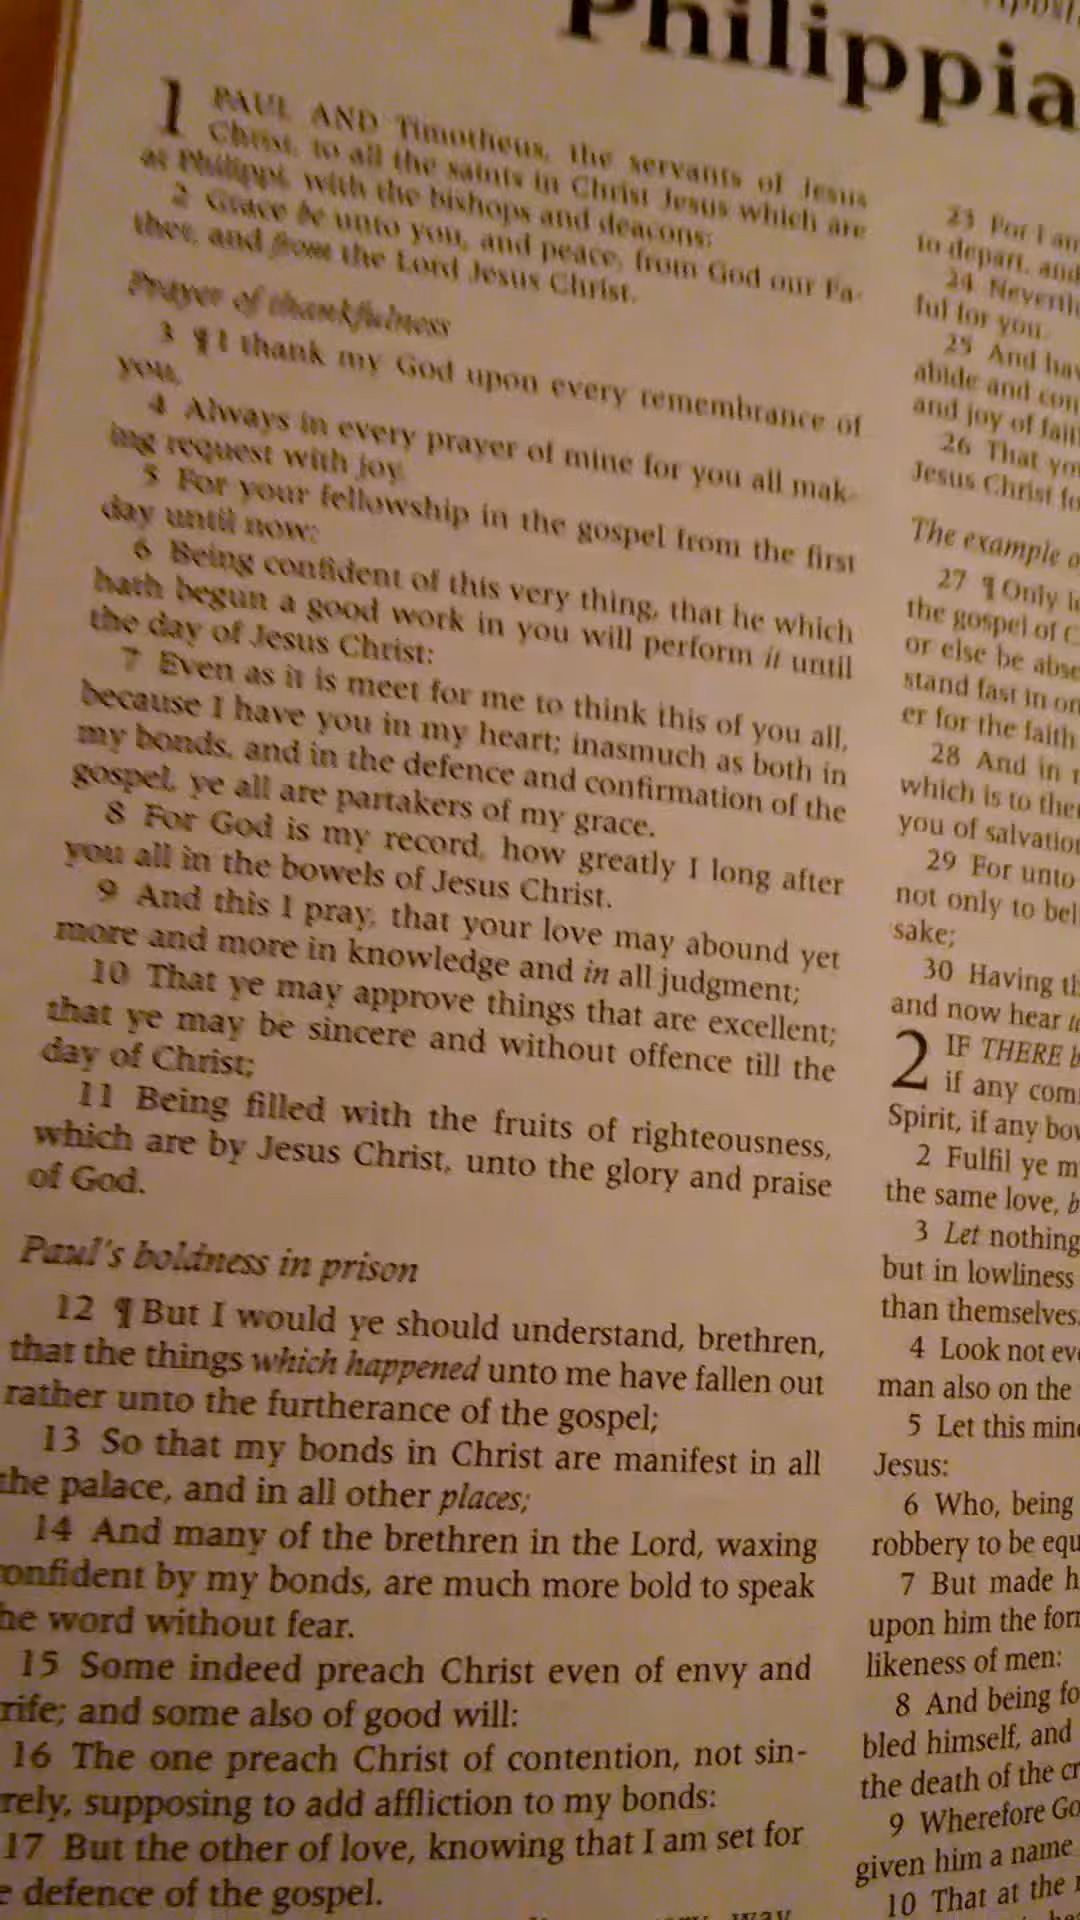 Philippia
1 PAUL AND Timotheus, the servants of Jesus
Christ, to all the saints in Christ Jesus which are
at Philippi, with the bishops and deacons:
2 Grace be unto you, and peace, from God our Fa-
ther, and from the Lord Jesus Christ.
Prayer of thankfulness
3 ¶ I thank my God upon every remembrance of
you,
4 Always in every prayer of mine for you all mak-
ing request with joy,
5 For your fellowship in the gospel from the first
day until now:
6 Being confident of this very thing, that he which
hath begun a good work in you will perform it until
the day of Jesus Christ:
7 Even as it is meet for me to think this of you all,
because I have you in my heart; inasmuch as both in
my bonds, and in the defence and confirmation of the
gospel, ye all are partakers of my grace.
8 For God is my record, how greatly I long after
you all in the bowels of Jesus Christ.
9 And this I pray, that your love may abound yet
more and more in knowledge and in all judgment;
10 That ye may approve things that are excellent;
that ye may be sincere and without offence till the
day of Christ;
11 Being filled with the fruits of righteousness,
which are by Jesus Christ, unto the glory and praise
of God.
Paul's boldness in prison
12 ¶ But I would ye should understand, brethren,
that the things which happened unto me have fallen out
rather unto the furtherance of the gospel;
13 So that my bonds in Christ are manifest in all
the palace, and in all other places;
14 And many of the brethren in the Lord, waxing
onfident by my bonds, are much more bold to speak
he word without fear.
15 Some indeed preach Christ even of envy and
rife; and some also of good will:
16 The one preach Christ of contention, not sin-
rely, supposing to add affliction to my bonds:
17 But the other of love, knowing that I am set for
e defence of the gospel.
way
23 For I am
to depart, and
24 Neverth
ful for you.
25 And hav
abide and con
and joy of fait
26 That you
Jesus Christ fo
The example o
27 ¶ Only le
the gospel of C
or else be abse
stand fast in on
er for the faith
28 And in n
which is to the
you of salvation
29 For unto
not only to bel
sake;
30 Having th
and now hear
2 IF THERE b
if any com
Spirit, if any bow
2 Fulfil ye m
the same love, b
3 Let nothing
but in lowliness
than themselves.
4 Look not eve
man also on the
5 Let this mind
Jesus:
6 Who, being
robbery to be equ
7 But made h
upon him the for
likeness of men:
8 And being fo
bled himself, and
the death of the cr
9 Wherefore Go
given him a name
10 That at the